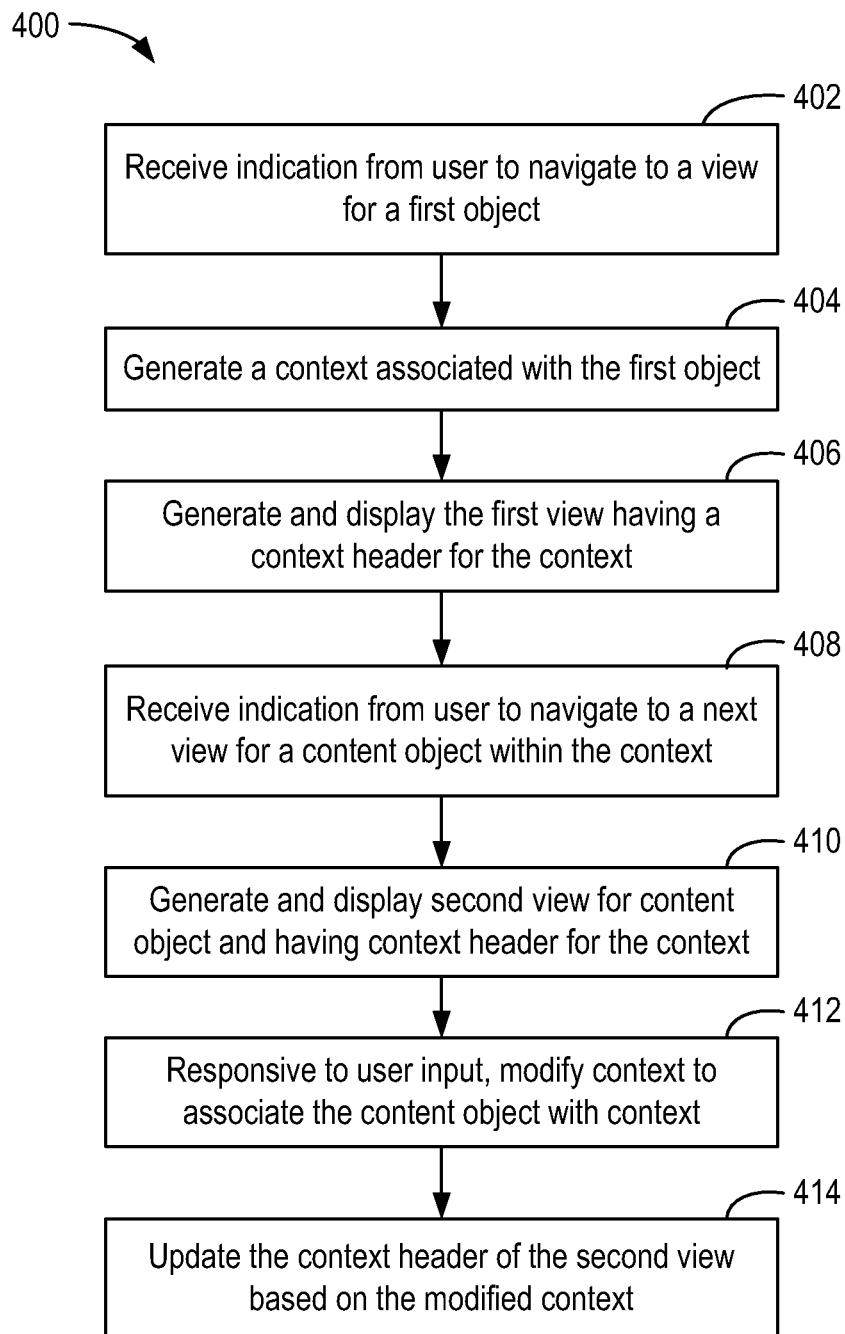 400
402
Receive indication from user to navigate to a view
for a first object
404
Generate a context associated with the first object
406
Generate and display the first view having a
context header for the context
408
Receive indication from user to navigate to a next
view for a content object within the context
410
Generate and display second view for content
object and having context header for the context
412
Responsive to user input, modify context to
associate the content object with context
414
Update the context header of the second view
based on the modified context